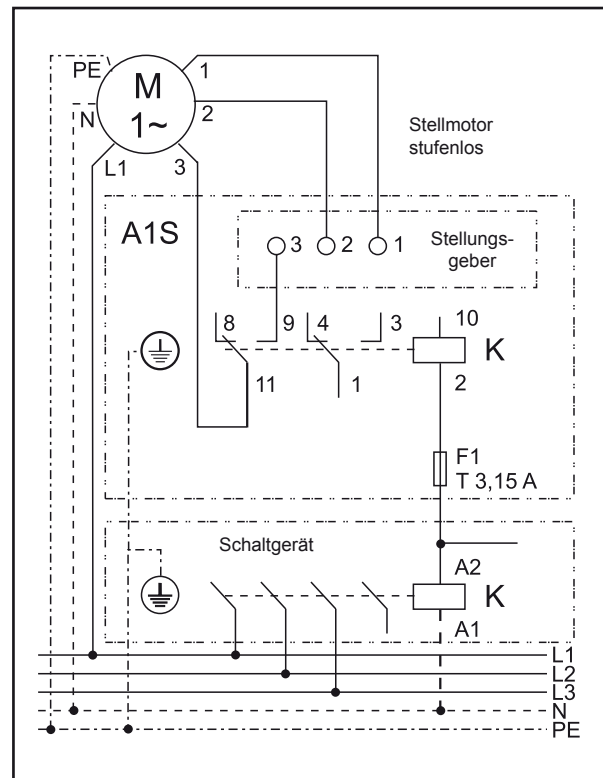 PE
1
M
1~
N
2
L1
3
Stellmotor
stufenlos
A1S
3
2
1
Stellungs-
geber
8
9
4
3
10
K
11
1
2
F1
T 3,15 A
Schaltgerät
A2
K
A1
L1
L2
L3
N
PE